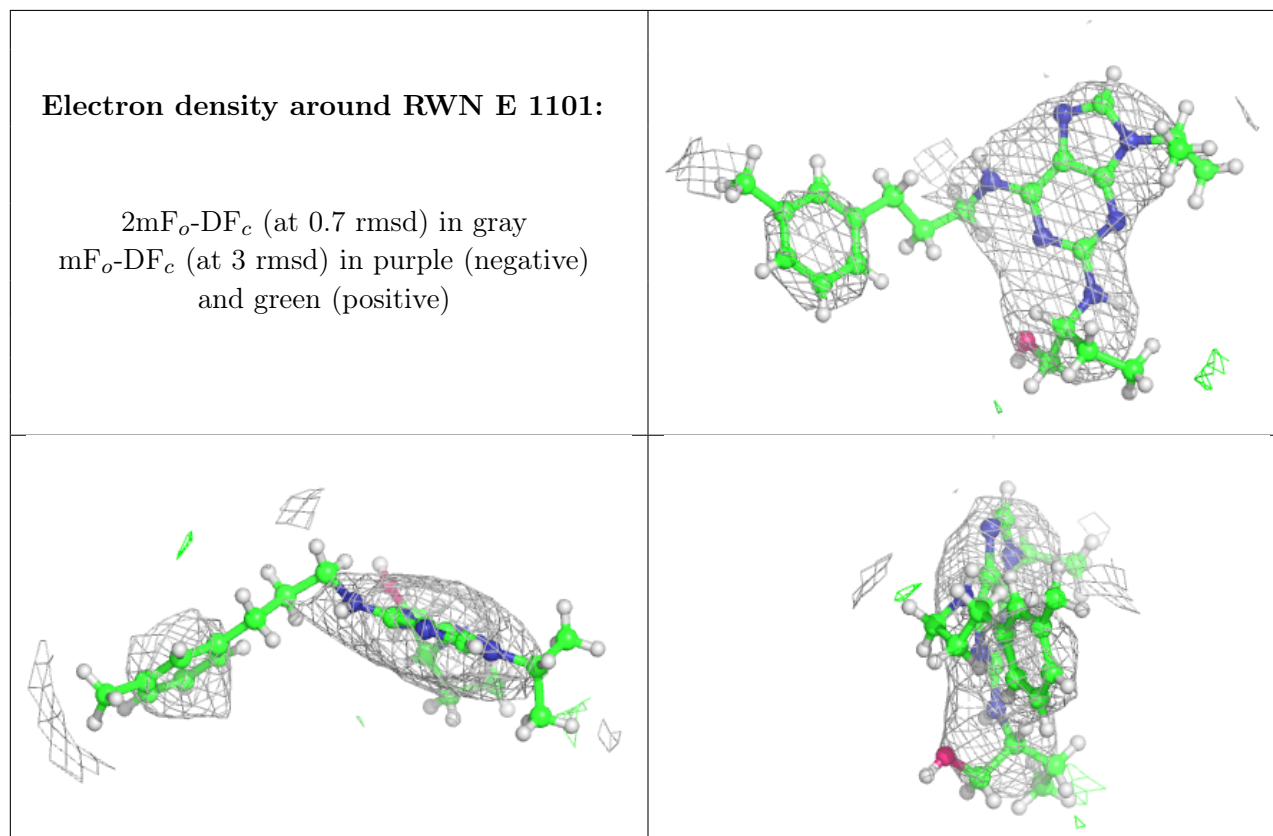 Electron density around RWN E 1101:
2mFo-DFc (at 0.7 rmsd) in gray
mFo-DFc (at 3 rmsd) in purple (negative)
and green (positive)